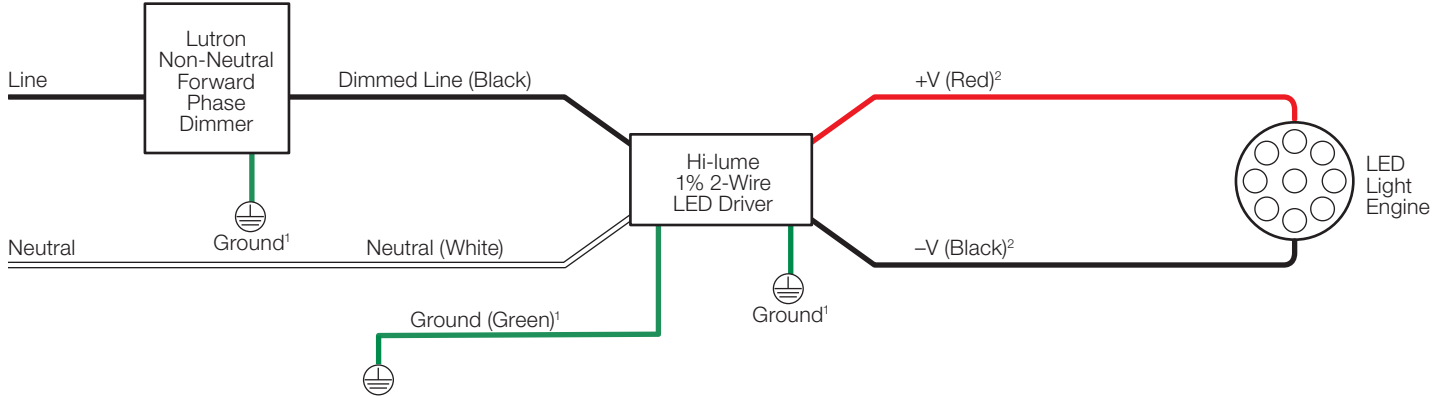 Lutron
Non-Neutral
Forward
Phase
Dimmer
Line
Dimmed Line (Black)
+V (Red)²
Hi-lume
1% 2-Wire
LED Driver
LED
Light
Engine
Ground¹
Neutral
Neutral (White)
–V (Black)²
Ground (Green)¹
Ground¹